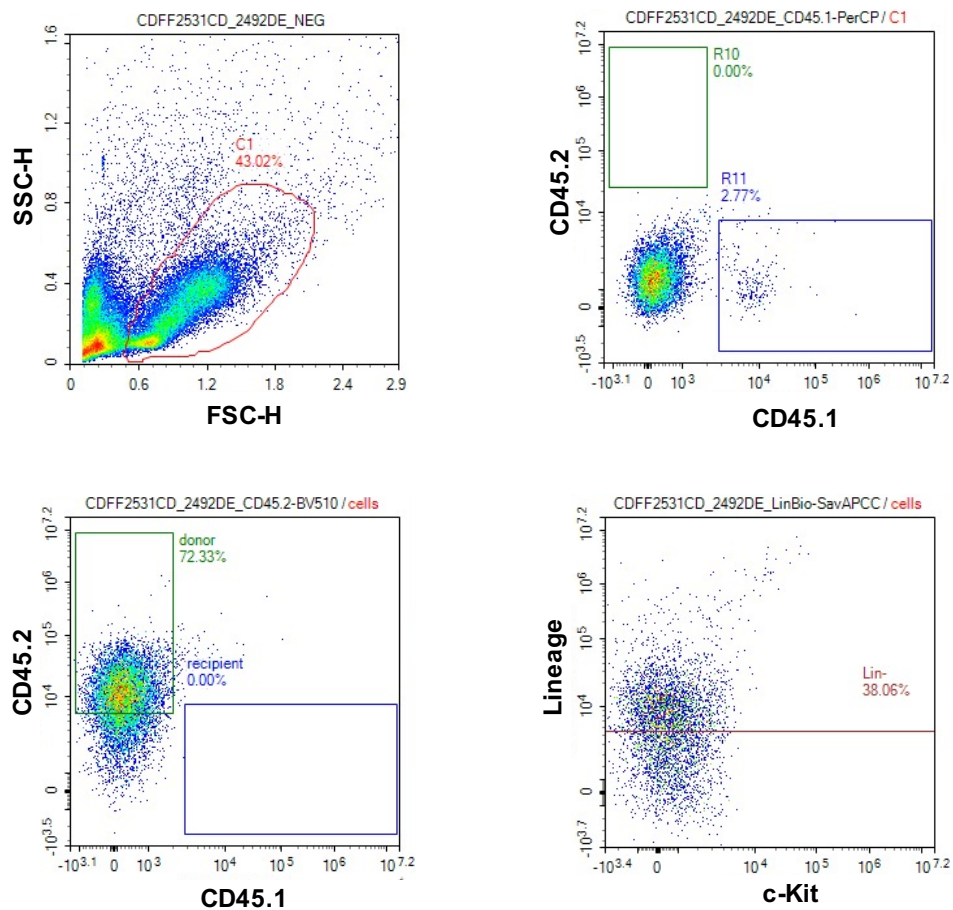 CDFF2531CD_2492DE_NEG
SSC-H
1.6
1.2
0.8
0.4
0
C1
43.02%
0 0.6 1.2 1.8 2.4 2.9
FSC-H
CDFF2531CD_2492DE_CD45.1-PerCP / C1
CD45.2
10^7.2
10^6
10^5
10^4
0
-10^3.5
R10
0.00%
R11
2.77%
-10^3.1 0 10^3 10^4 10^5 10^6 10^7.2
CD45.1
CDFF2531CD_2492DE_CD45.2-BV510 / cells
CD45.2
10^7.2
10^6
10^5
10^4
0
-10^3.5
donor
72.33%
recipient
0.00%
-10^3.1 0 10^3 10^4 10^5 10^6 10^7.2
CD45.1
CDFF2531CD_2492DE_LinBio-SavAPCC / cells
Lineage
10^7.2
10^6
10^5
10^4
0
-10^3.7
Lin-
38.06%
-10^3.4 0 10^4 10^5 10^6 10^7.2
c-Kit